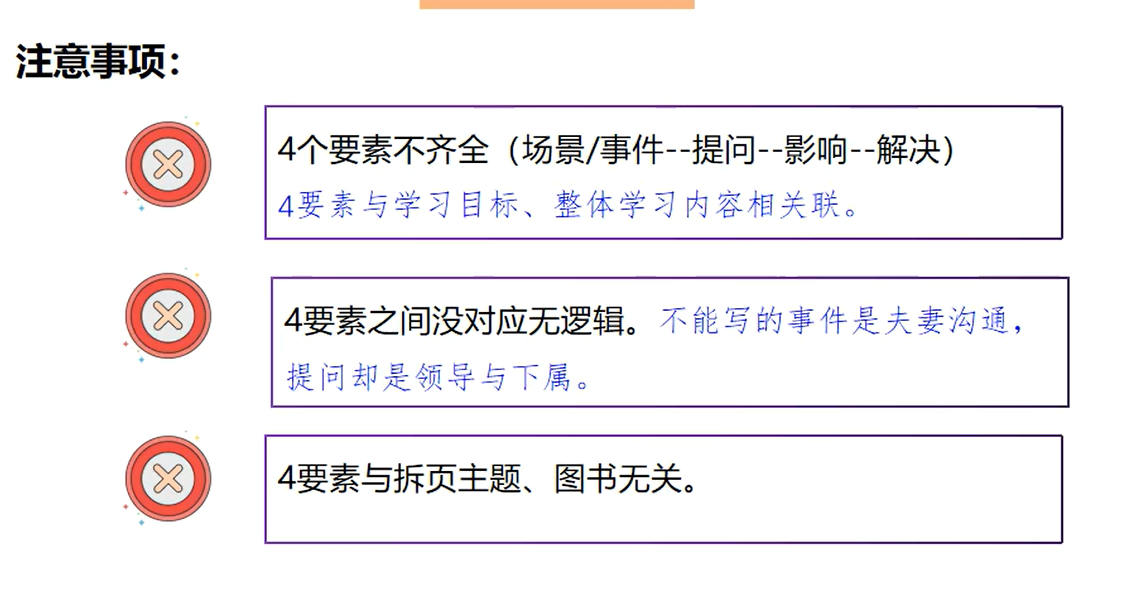 注意事项：
4个要素不齐全（场景/事件--提问--影响--解决）
4要素与学习目标、整体学习内容相关联。
4要素之间没对应无逻辑。不能写的事件是夫妻沟通，
提问却是领导与下属。
4要素与拆页主题、图书无关。